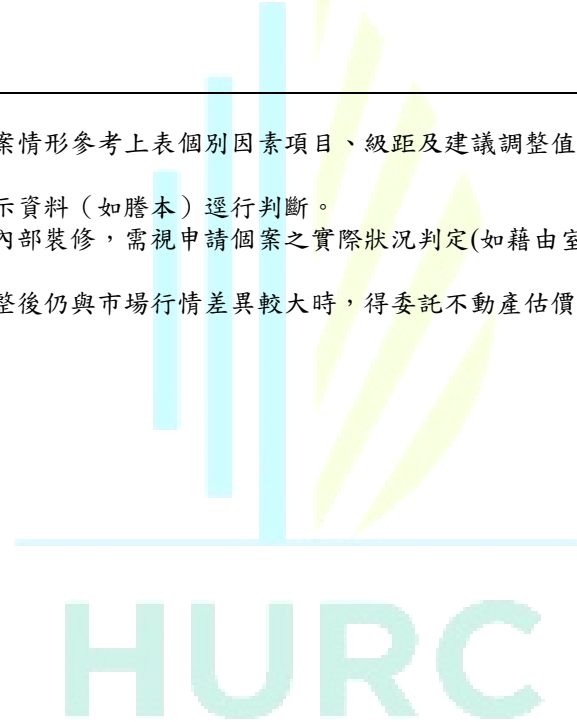 案情形參考上表個別因素項目、級距及建議調整值
示資料（如謄本）逕行判斷。
內部裝修，需視申請個案之實際狀況判定(如藉由室
整後仍與市場行情差異較大時，得委託不動產估價
HURC